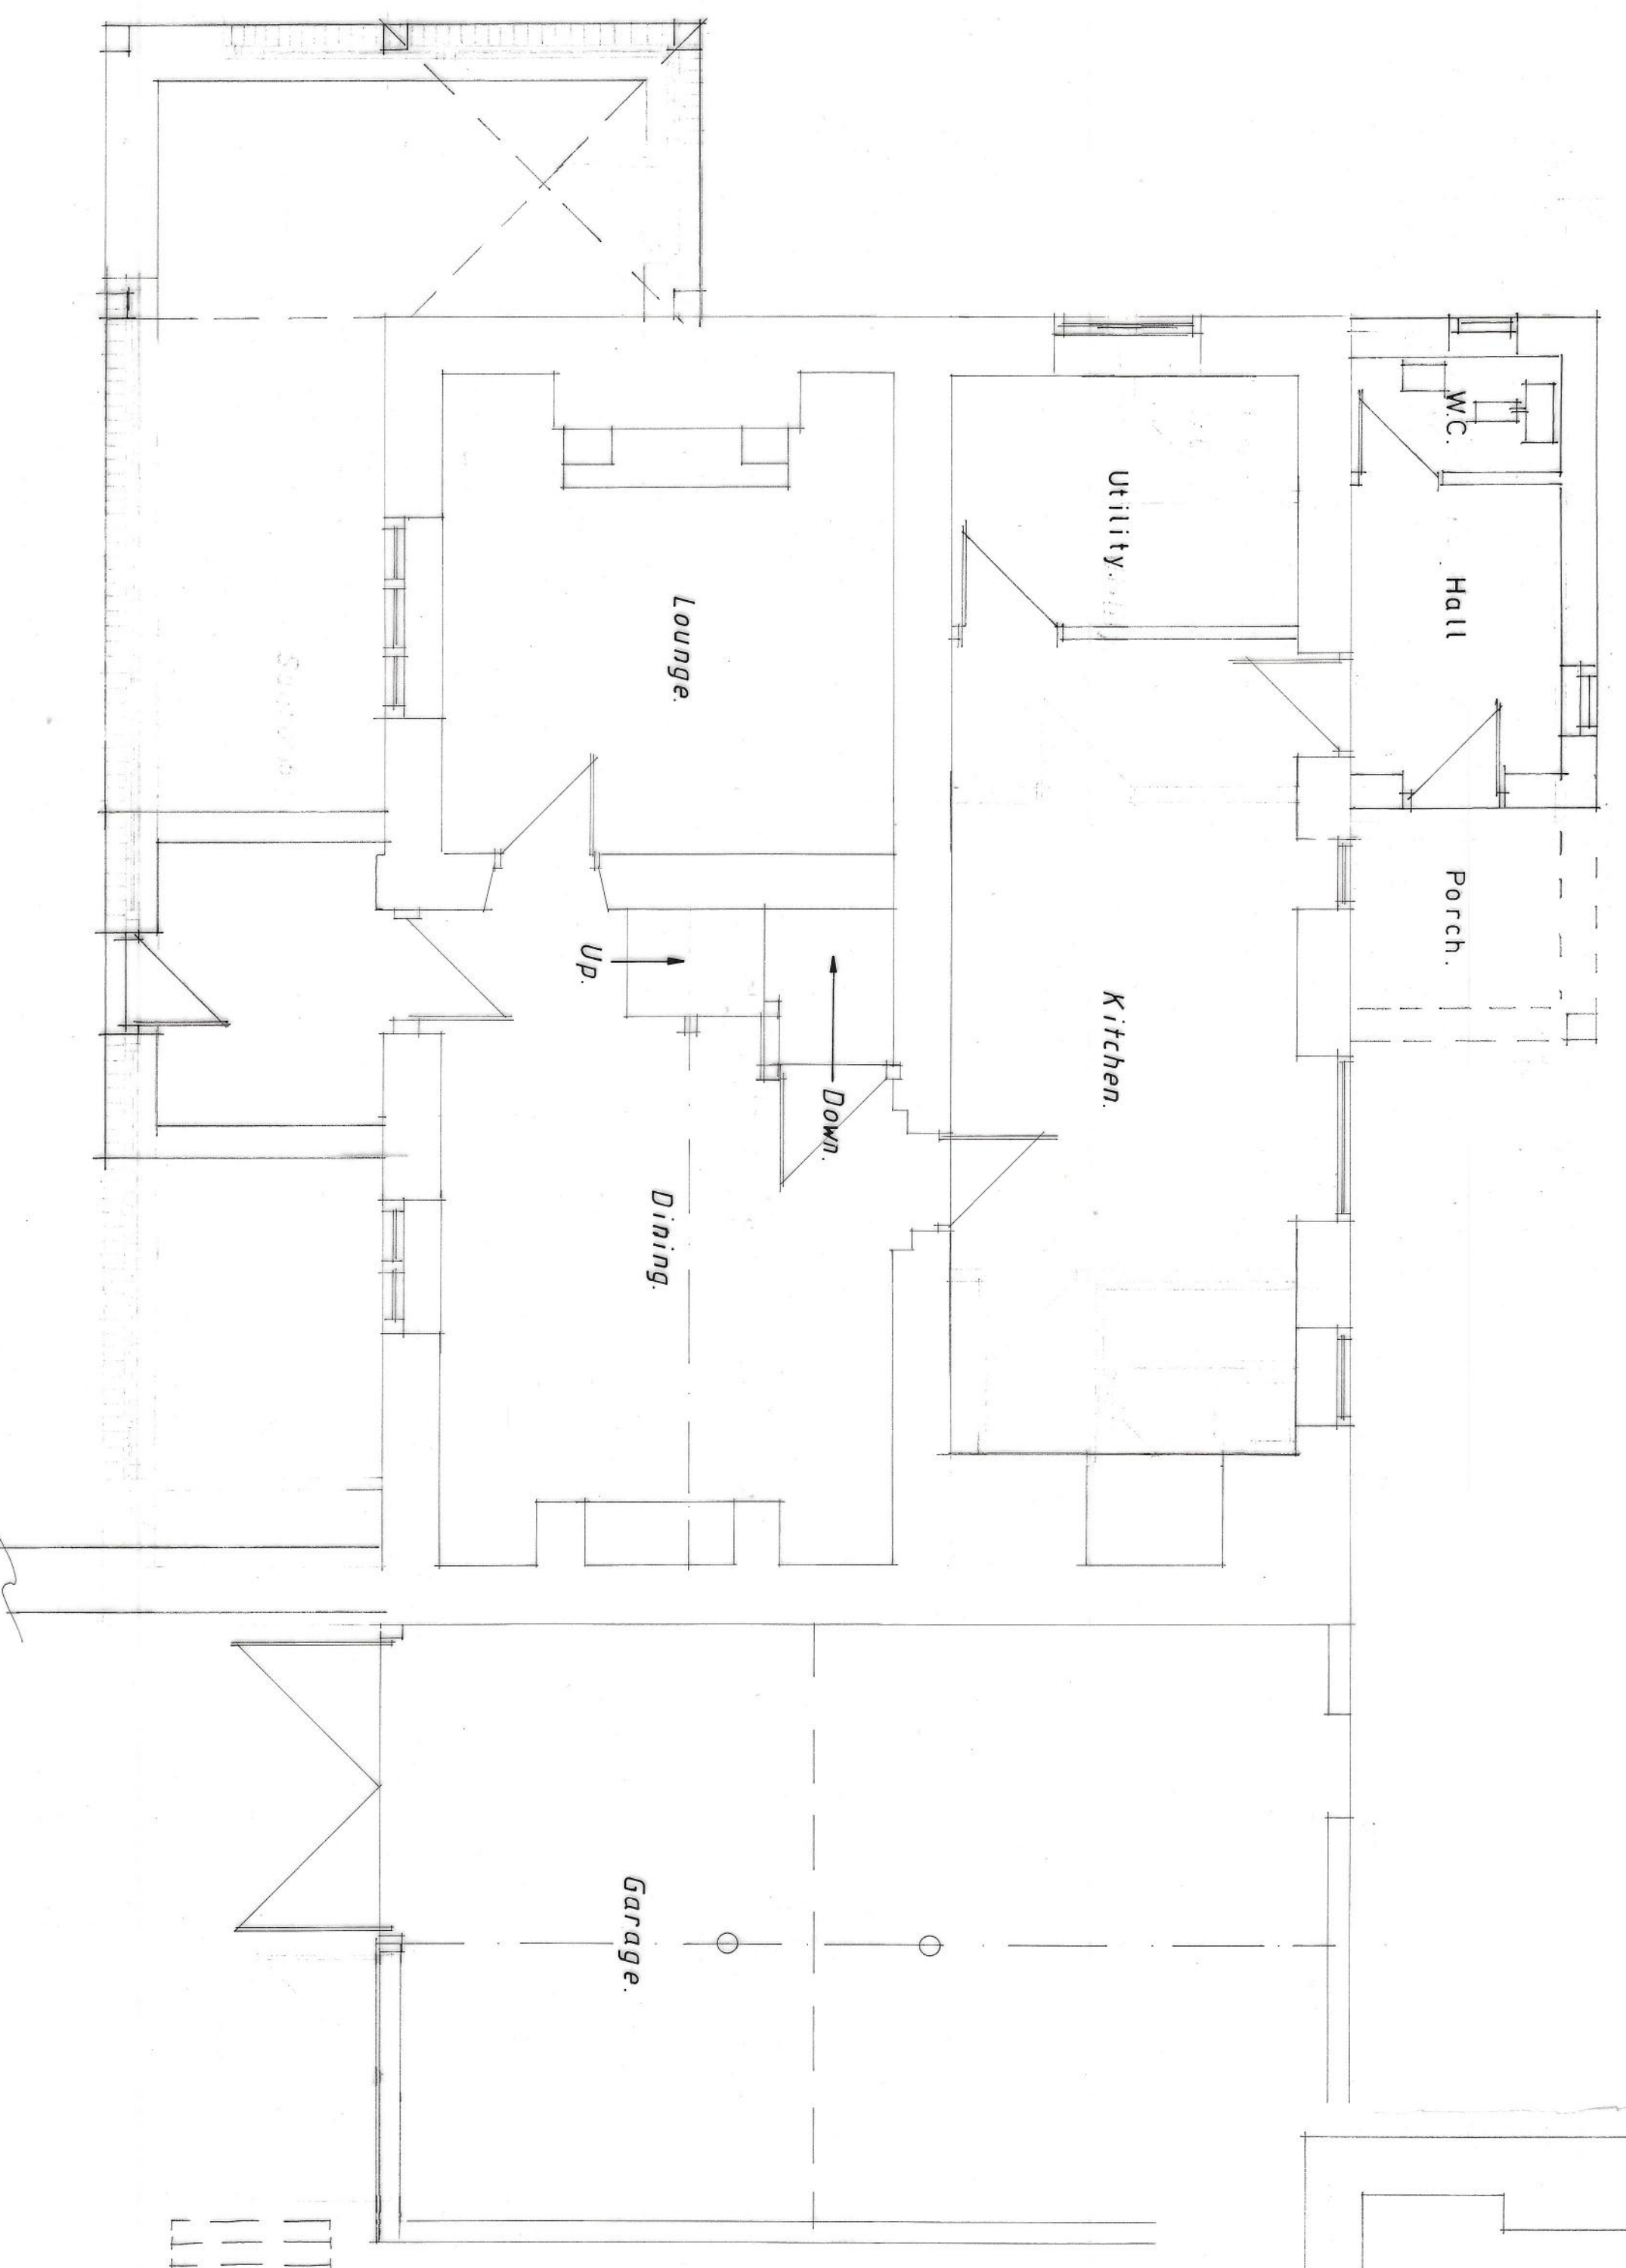 W.C.
Hall
Porch.
Utility.
Kitchen.
Down.
Lounge.
Up.
Dining.
Garage.